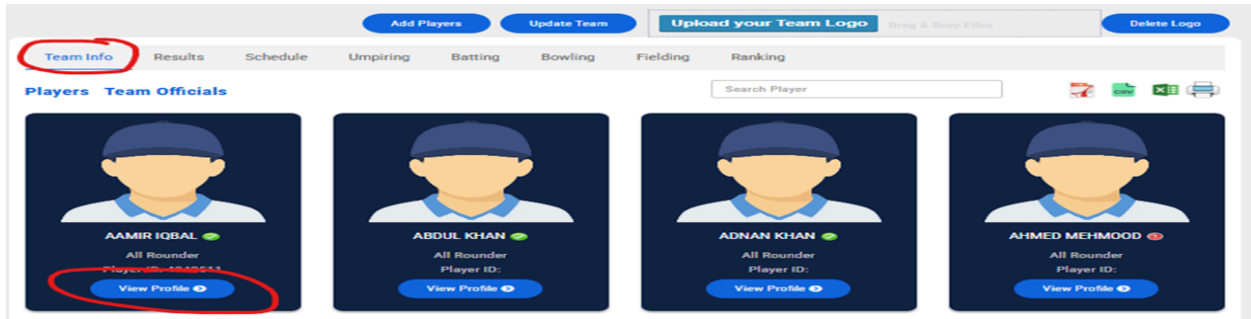 Add Players Update Team Upload your Team Logo Drag & Drop Files Delete Logo
Team Info Results Schedule Umpiring Batting Bowling Fielding Ranking
Players Team Officials Search Player CSV
AAMIR IQBAL ABDUL KHAN ADNAN KHAN AHMED MEHMOOD
All Rounder All Rounder All Rounder All Rounder
Player ID: Player ID: Player ID: Player ID:
View Profile View Profile View Profile View Profile